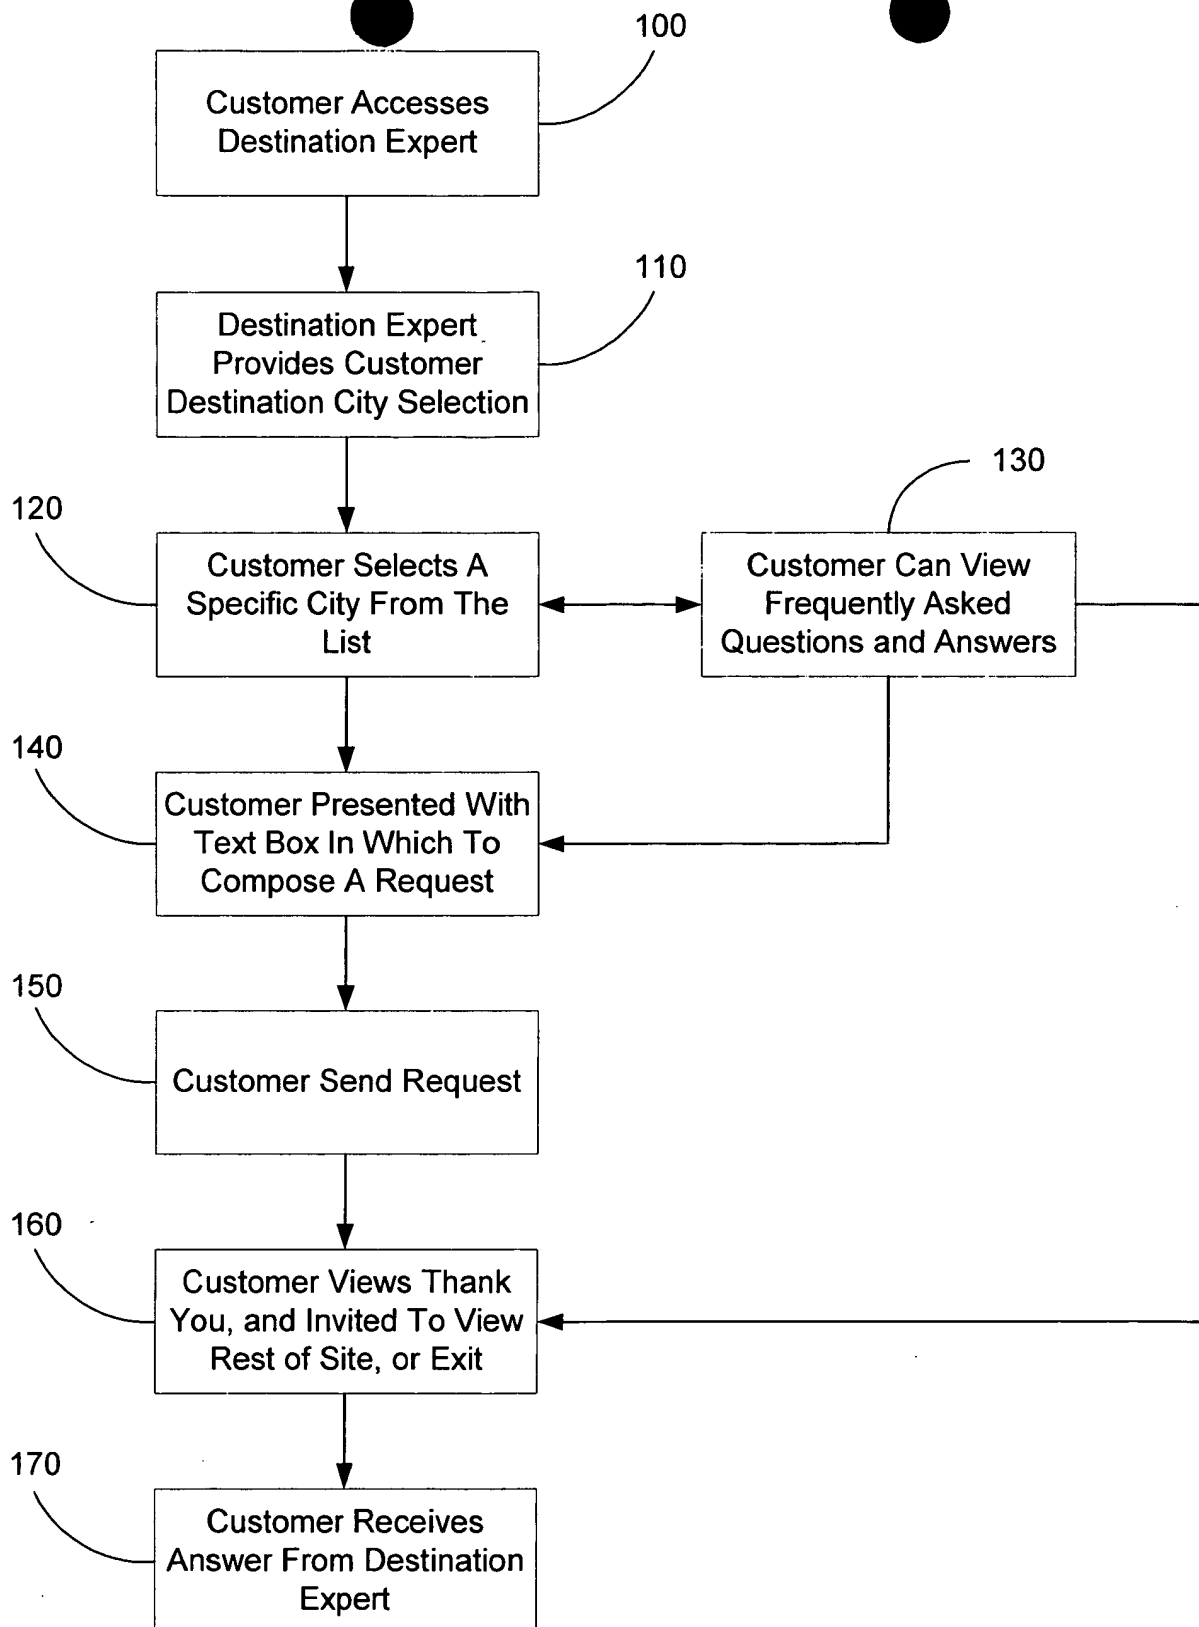 100
Customer Accesses
Destination Expert
110
Destination Expert
Provides Customer
Destination City Selection
120
Customer Selects A
Specific City From The
List
130
Customer Can View
Frequently Asked
Questions and Answers
140
Customer Presented With
Text Box In Which To
Compose A Request
150
Customer Send Request
160
Customer Views Thank
You, and Invited To View
Rest of Site, or Exit
170
Customer Receives
Answer From Destination
Expert